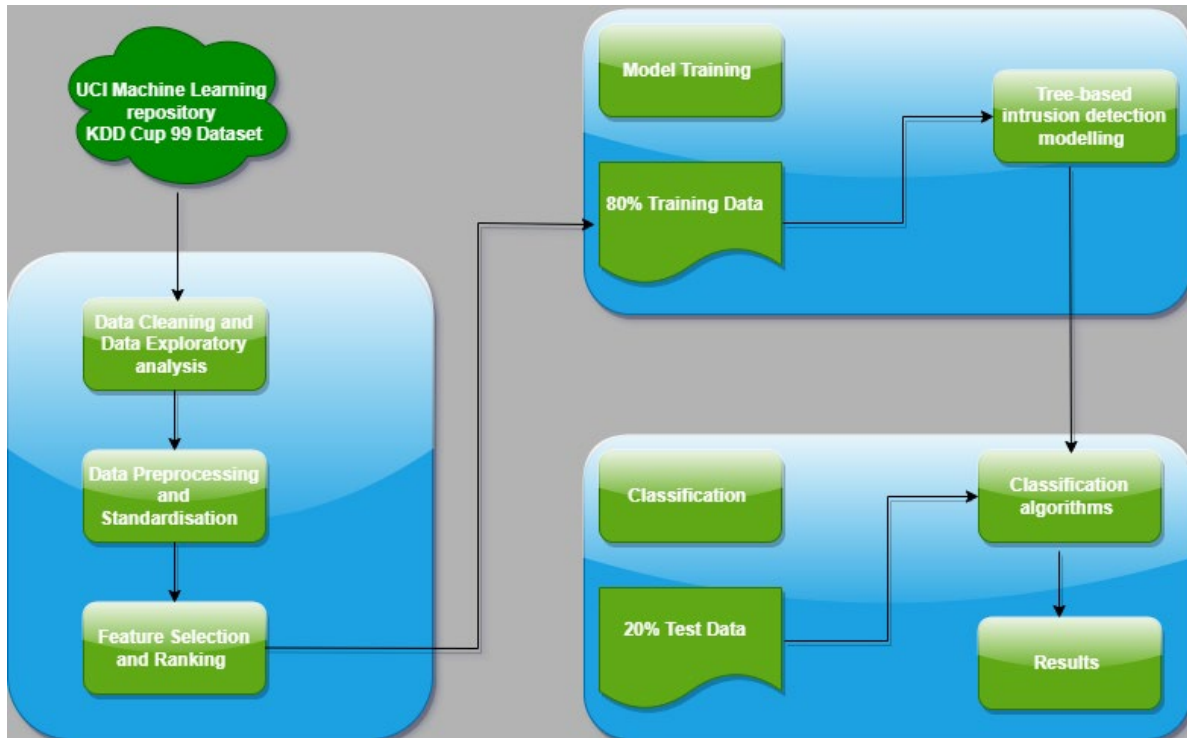 UCI Machine Learning
repository
KDD Cup 99 Dataset
Data Cleaning and
Data Exploratory
analysis
Data Preprocessing
and
Standardisation
Feature Selection
and Ranking
Model Training
80% Training Data
Tree-based
intrusion detection
modelling
Classification
20% Test Data
Classification
algorithms
Results